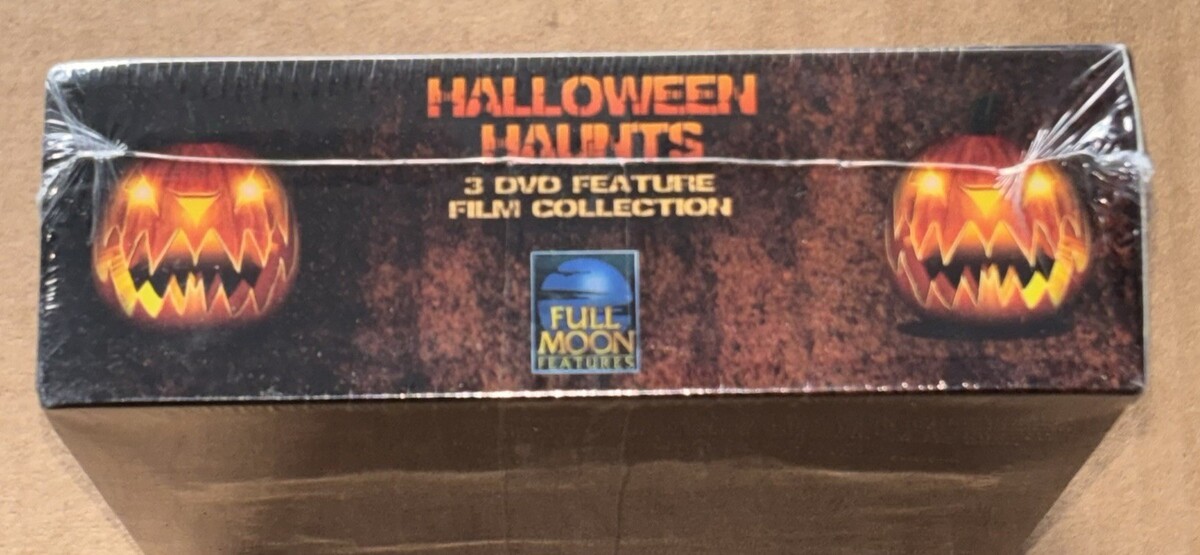 HALLOWEEN
HAUNTS
3 DVD FEATURE
FILM COLLECTION
FULL
MOON
FEATURES